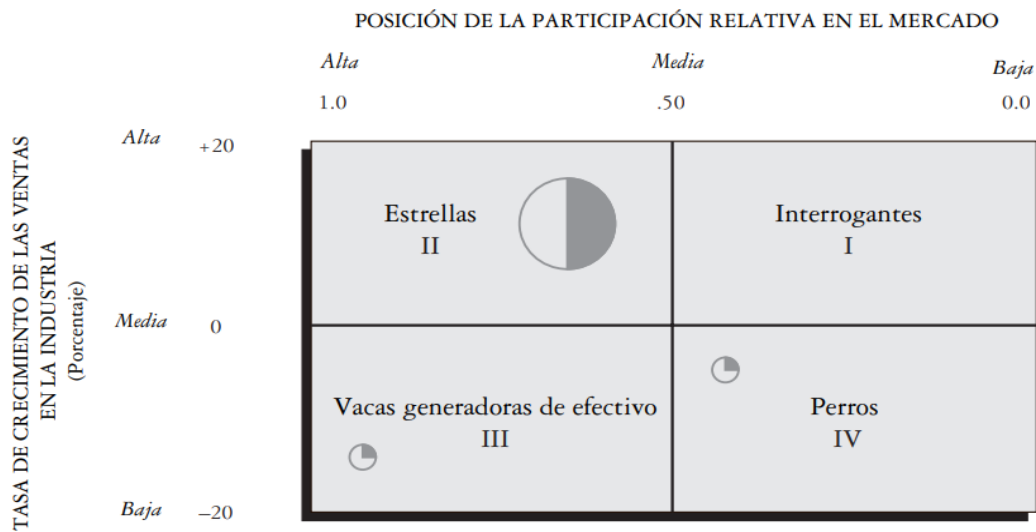 POSICIÓN DE LA PARTICIPACIÓN RELATIVA EN EL MERCADO
Alta
Media
Baja
1.0
.50
0.0
TASA DE CRECIMIENTO DE LAS VENTAS
EN LA INDUSTRIA
(Porcentaje)
Alta
+20
Estrellas
II
Interrogantes
I
Media
0
Vacas generadoras de efectivo
III
Perros
IV
Baja
–20